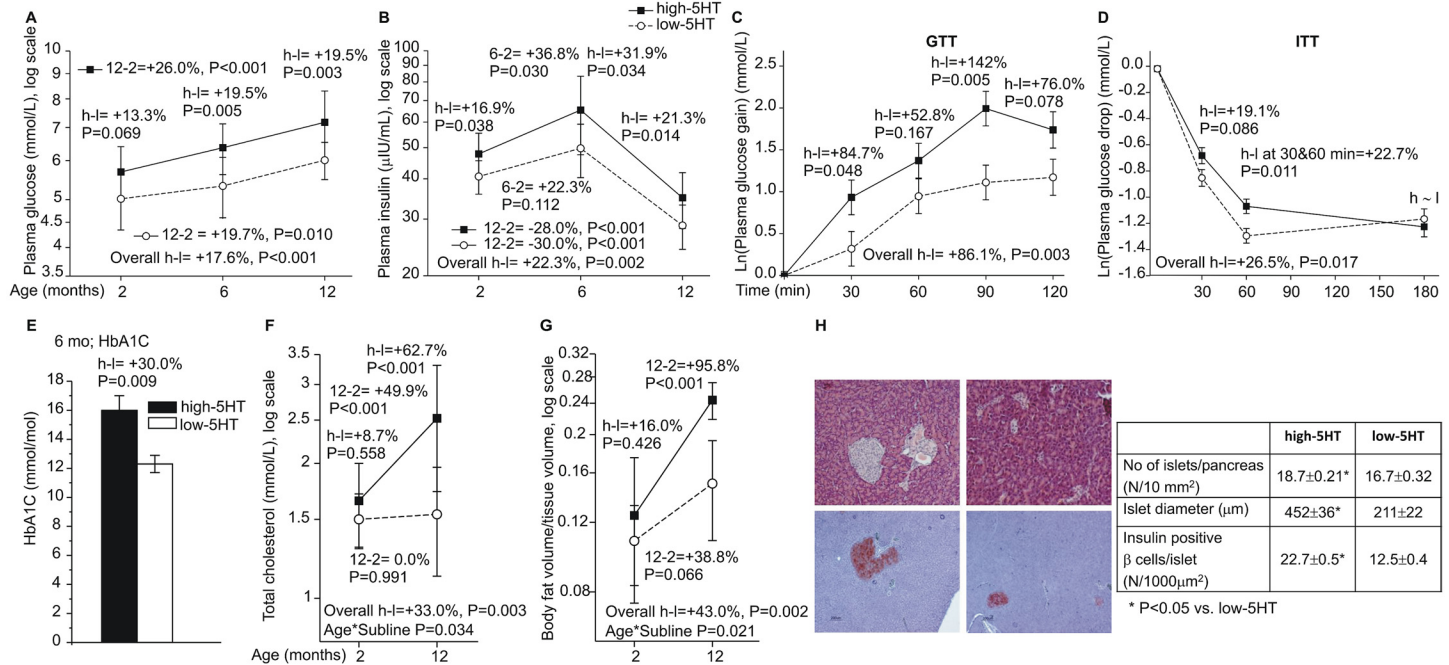 high-5HT
low-5HT
A
Plasma glucose (mmol/L), log scale
10
9
8
7
6
5
4.5
3.5
12-2=+26.0%, P<0.001
h-l=+13.3%
P=0.069
h-l= +19.5%
P=0.005
h-l= +19.5%
P=0.003
12-2 = +19.7%, P=0.010
Overall h-l= +17.6%, P<0.001
Age (months)
2
6
12
B
Plasma insulin (μIU/mL), log scale
100
90
80
70
60
50
40
30
20
h-l=+16.9%
P=0.038
6-2= +36.8%
P=0.030
h-l=+31.9%
P=0.034
h-l=+21.3%
P=0.014
6-2= +22.3%
P=0.112
12-2= -28.0%, P<0.001
12-2= -30.0%, P<0.001
Overall h-l= +22.3%, P=0.002
2
6
12
C
GTT
Ln(Plasma glucose gain) (mmol/L)
2.5
2.0
1.5
1.0
0.5
0.0
h-l=+84.7%
P=0.048
h-l=+52.8%
P=0.167
h-l=+142%
P=0.005
h-l=+76.0%
P=0.078
Overall h-l= +86.1%, P=0.003
Time (min)
30
60
90
120
D
ITT
Ln(Plasma glucose drop) (mmol/L)
0.0
-0.2
-0.4
-0.6
-0.8
-1.0
-1.2
-1.4
-1.6
h-l=+19.1%
P=0.086
h-l at 30&60 min=+22.7%
P=0.011
h ~ l
Overall h-l=+26.5%, P=0.017
30
60
90
120
150
180
E
6 mo; HbA1C
h-l= +30.0%
P=0.009
HbA1C (mmol/mol)
18
16
14
12
10
8
6
4
2
0
high-5HT
low-5HT
F
Total cholesterol (mmol/L), log scale
3.5
3
2.5
2
1.5
1
h-l=+62.7%
P<0.001
12-2= +49.9%
P<0.001
h-l=+8.7%
P=0.558
12-2= 0.0%
P=0.991
Overall h-l=+33.0%, P=0.003
Age*Subline P=0.034
Age (months)
2
12
G
Body fat volume/tissue volume, log scale
0.32
0.28
0.24
0.2
0.16
0.12
0.08
12-2=+95.8%
P<0.001
h-l=+16.0%
P=0.426
12-2=+38.8%
P=0.066
Overall h-l=+43.0%, P=0.002
Age*Subline P=0.021
2
12
H
high-5HT low-5HT
No of islets/pancreas (N/10 mm²) 18.7±0.21* 16.7±0.32
Islet diameter (μm) 452±36* 211±22
Insulin positive β cells/islet (N/1000μm²) 22.7±0.5* 12.5±0.4
* P<0.05 vs. low-5HT